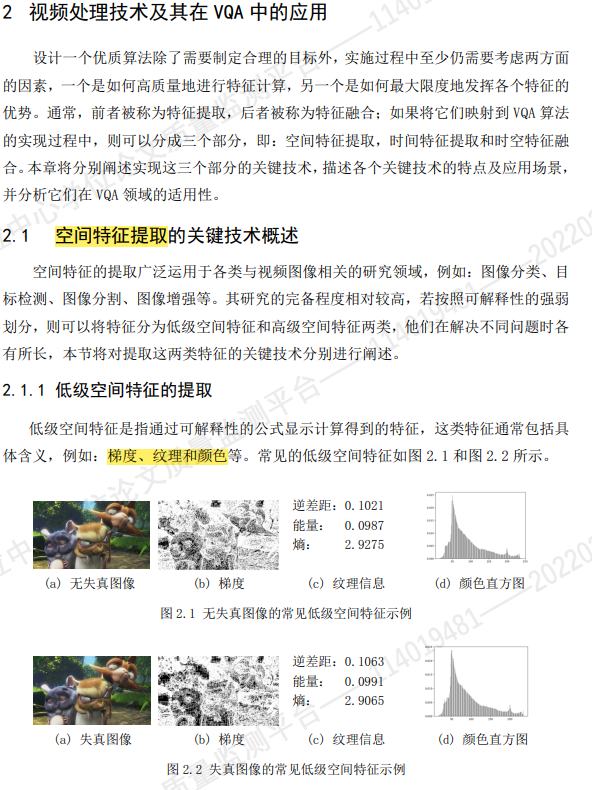 2 视频处理技术及其在 VQA 中的应用
设计一个优质算法除了需要制定合理的目标外，实施过程中至少仍需要考虑两方面
的因素，一个是如何高质量地进行特征计算，另一个是如何最大限度地发挥各个特征的
优势。通常，前者被称为特征提取，后者被称为特征融合；如果将它们映射到 VQA 算法
的实现过程中，则可以分成三个部分，即：空间特征提取，时间特征提取和时空特征融
合。本章将分别阐述实现这三个部分的关键技术，描述各个关键技术的特点及应用场景，
并分析它们在 VQA 领域的适用性。
2.1 空间特征提取的关键技术概述
空间特征的提取广泛运用于各类与视频图像相关的研究领域，例如：图像分类、目
标检测、图像分割、图像增强等。其研究的完备程度相对较高，若按照可解释性的强弱
划分，则可以将特征分为低级空间特征和高级空间特征两类，他们在解决不同问题时各
有所长，本节将对提取这两类特征的关键技术分别进行阐述。
2.1.1 低级空间特征的提取
低级空间特征是指通过可解释性的公式显示计算得到的特征，这类特征通常包括具
体含义，例如：梯度、纹理和颜色等。常见的低级空间特征如图 2.1 和图 2.2 所示。
逆差距：0.1021
能量： 0.0987
熵： 2.9275
(a) 无失真图像 (b) 梯度 (c) 纹理信息 (d) 颜色直方图
图 2.1 无失真图像的常见低级空间特征示例
逆差距：0.1063
能量： 0.0991
熵： 2.9065
(a) 失真图像 (b) 梯度 (c) 纹理信息 (d) 颜色直方图
图 2.2 失真图像的常见低级空间特征示例